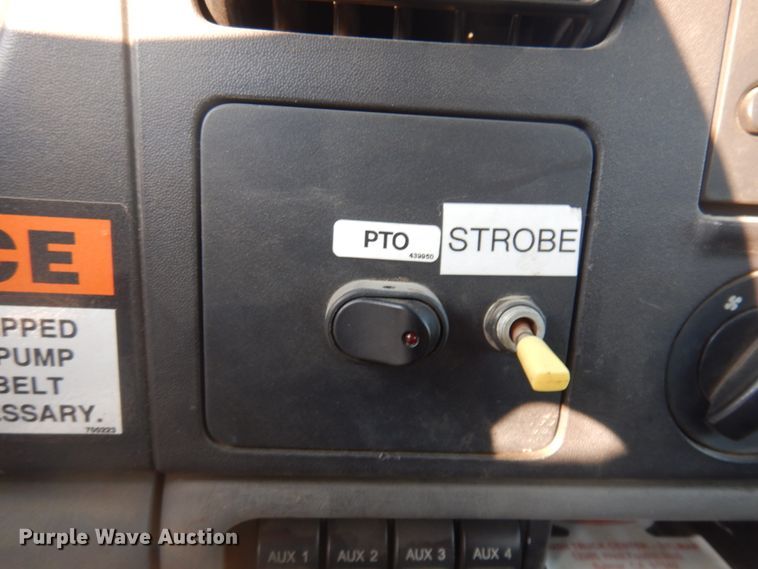 PTO
439950
STROBE
CE
PPED
PUMP
BELT
SSARY.
700223
AUX 1
AUX 2
AUX 3
AUX 4
Purple Wave Auction